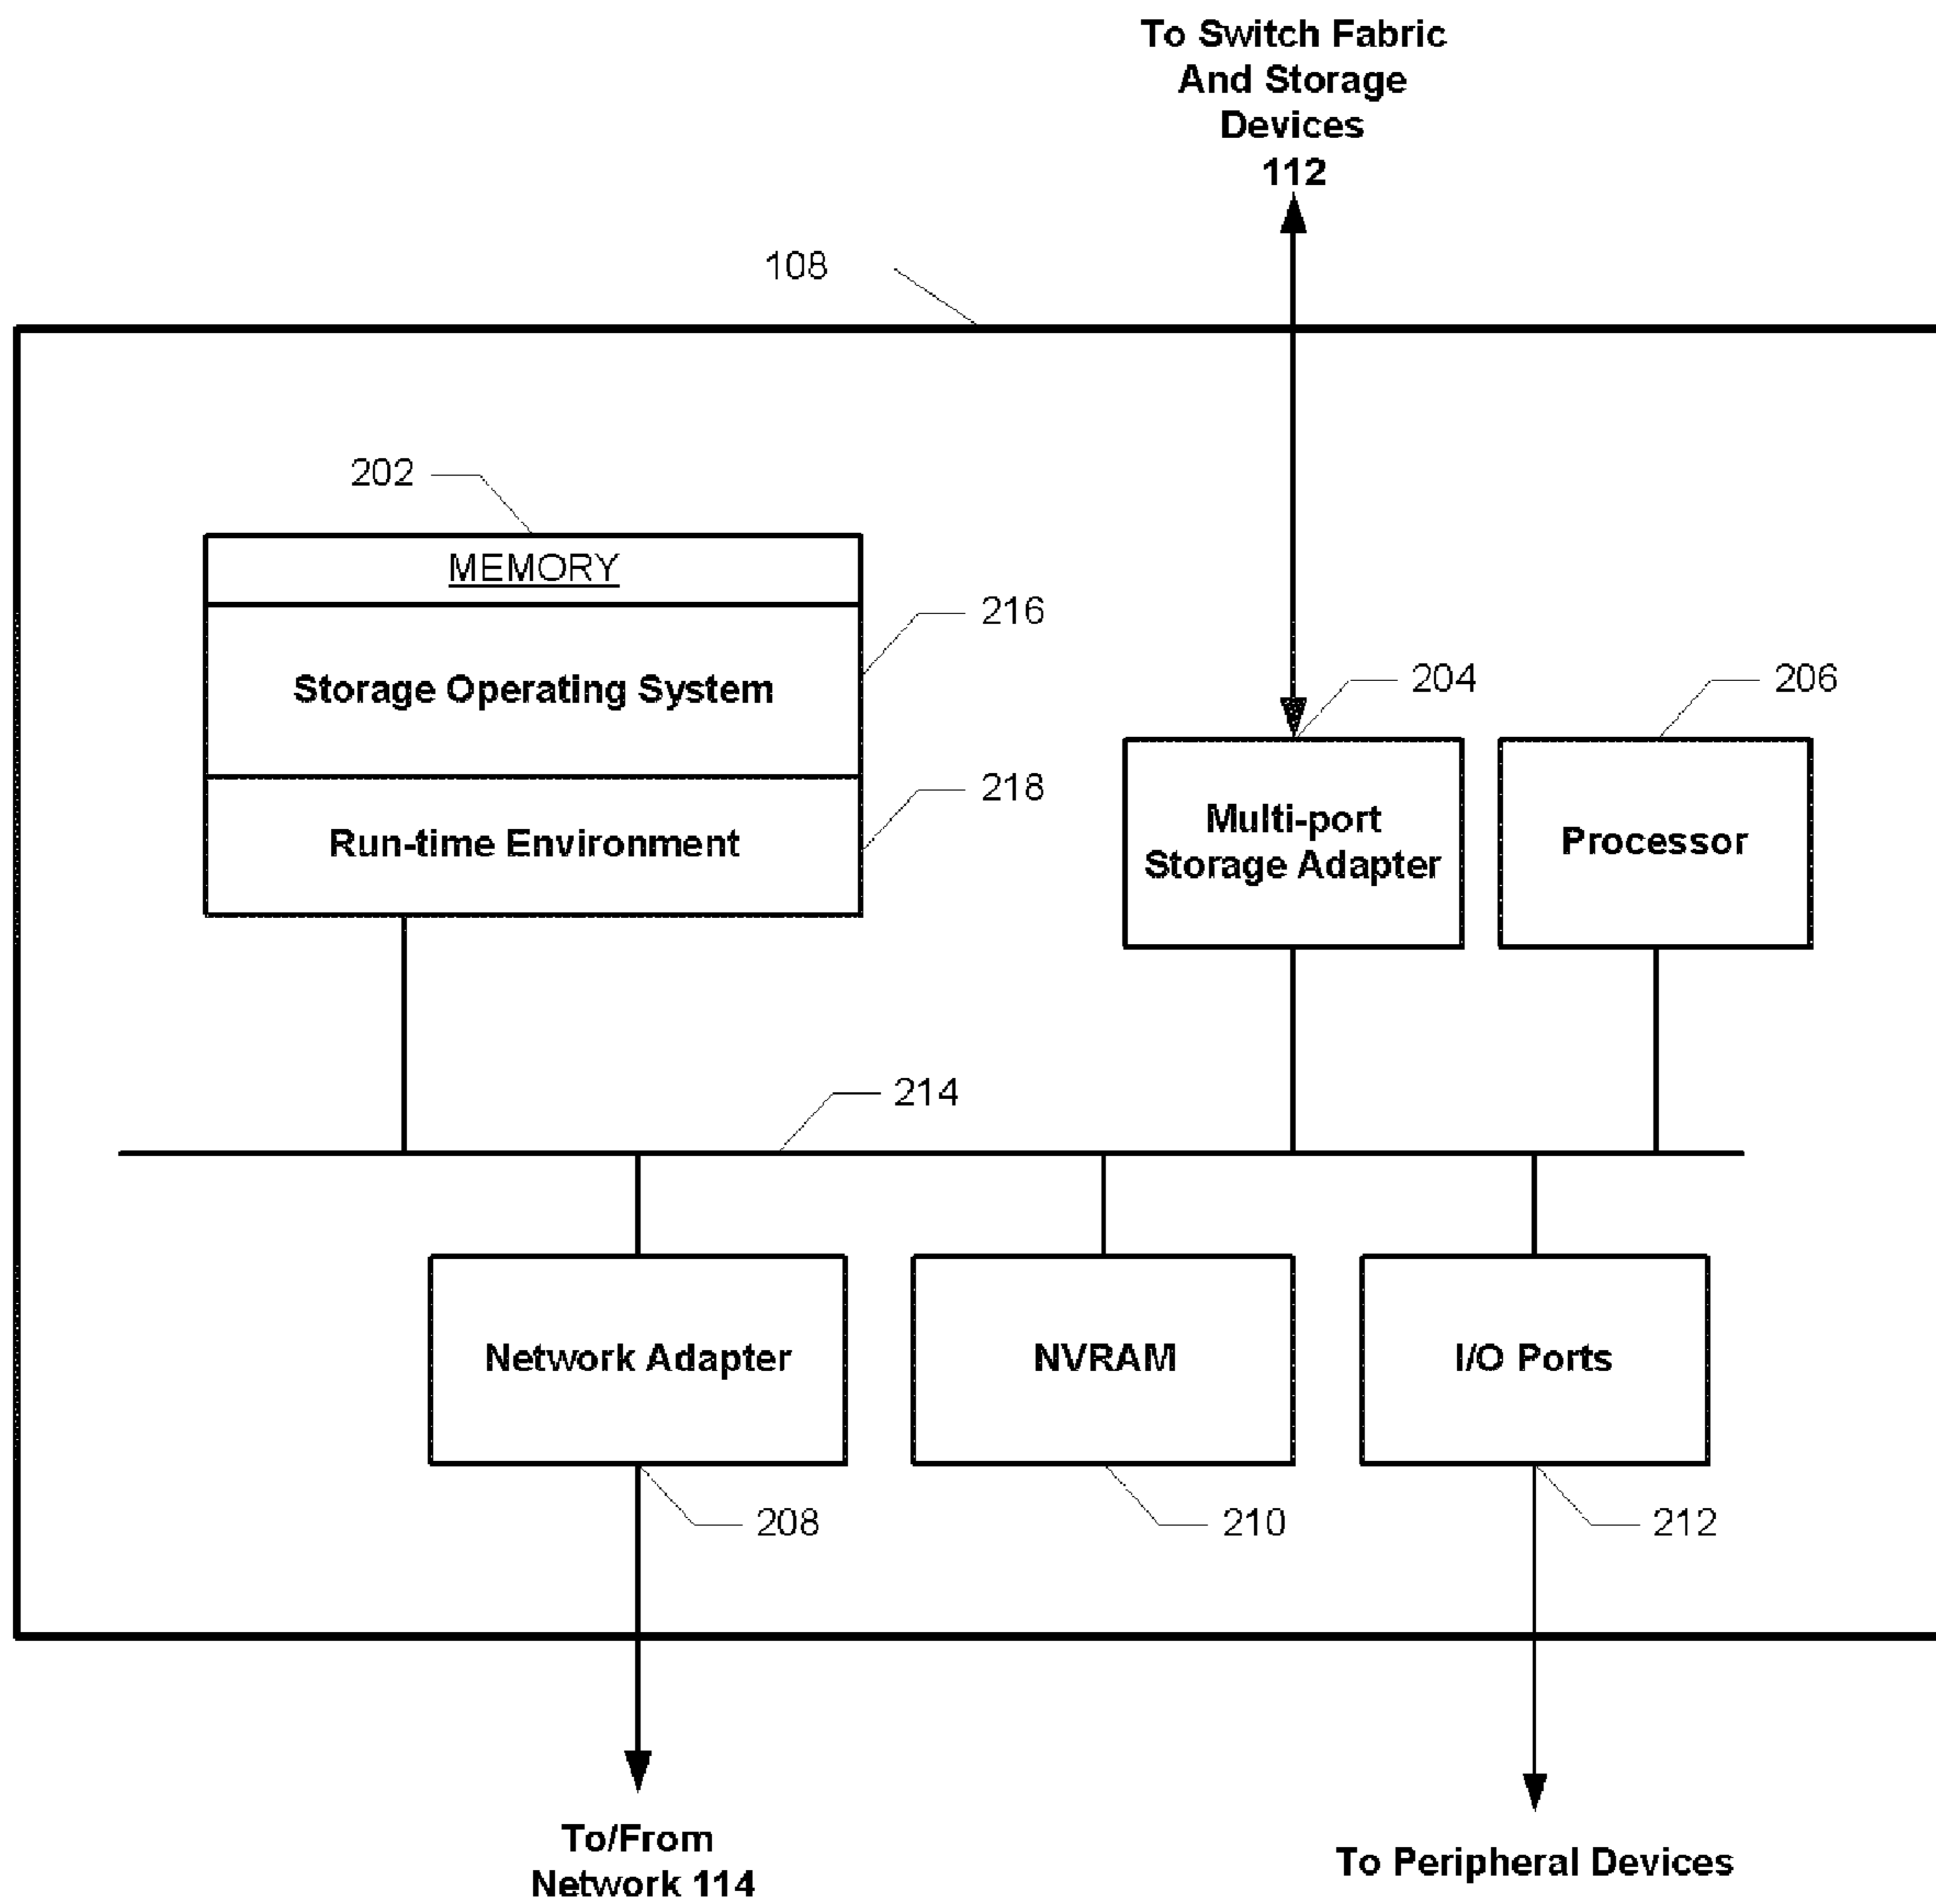 To Switch Fabric
And Storage
Devices
112
108
202
MEMORY
216
Storage Operating System
204
206
218
Multi-port
Storage Adapter
Processor
Run-time Environment
214
Network Adapter
NVRAM
I/O Ports
208
210
212
To/From
Network 114
To Peripheral Devices